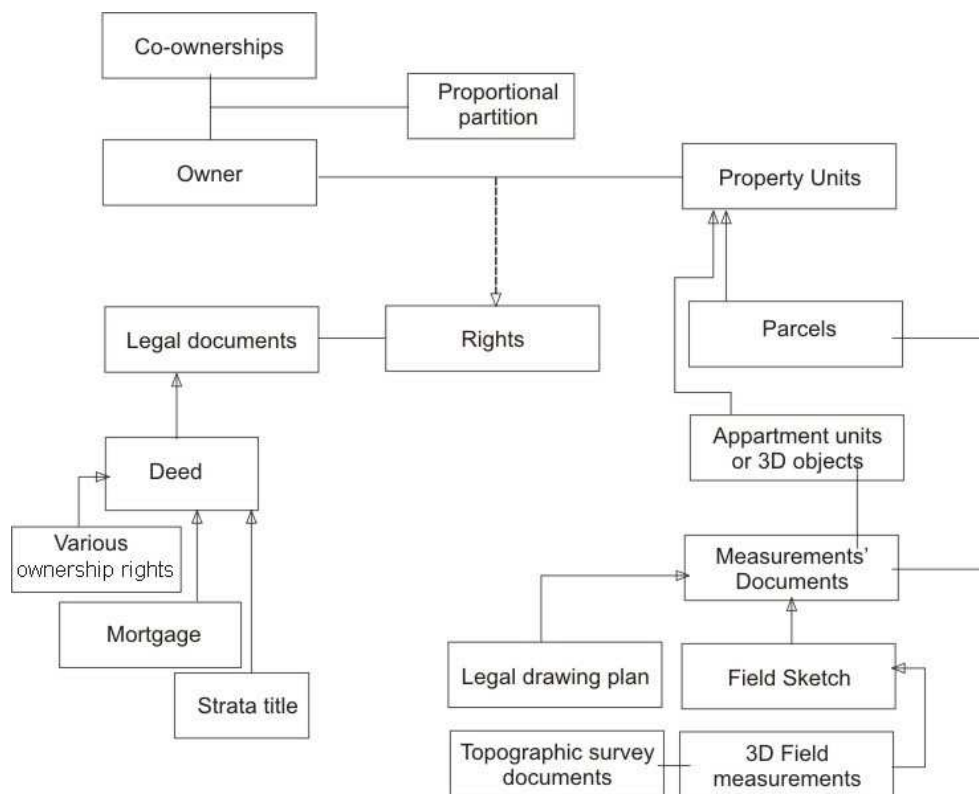 Co-ownerships
Proportional
partition
Owner
Property Units
Legal documents
Rights
Parcels
Appartment units
or 3D objects
Deed
Various
ownership rights
Measurements'
Documents
Mortgage
Legal drawing plan
Field Sketch
Strata title
Topographic survey
documents
3D Field
measurements